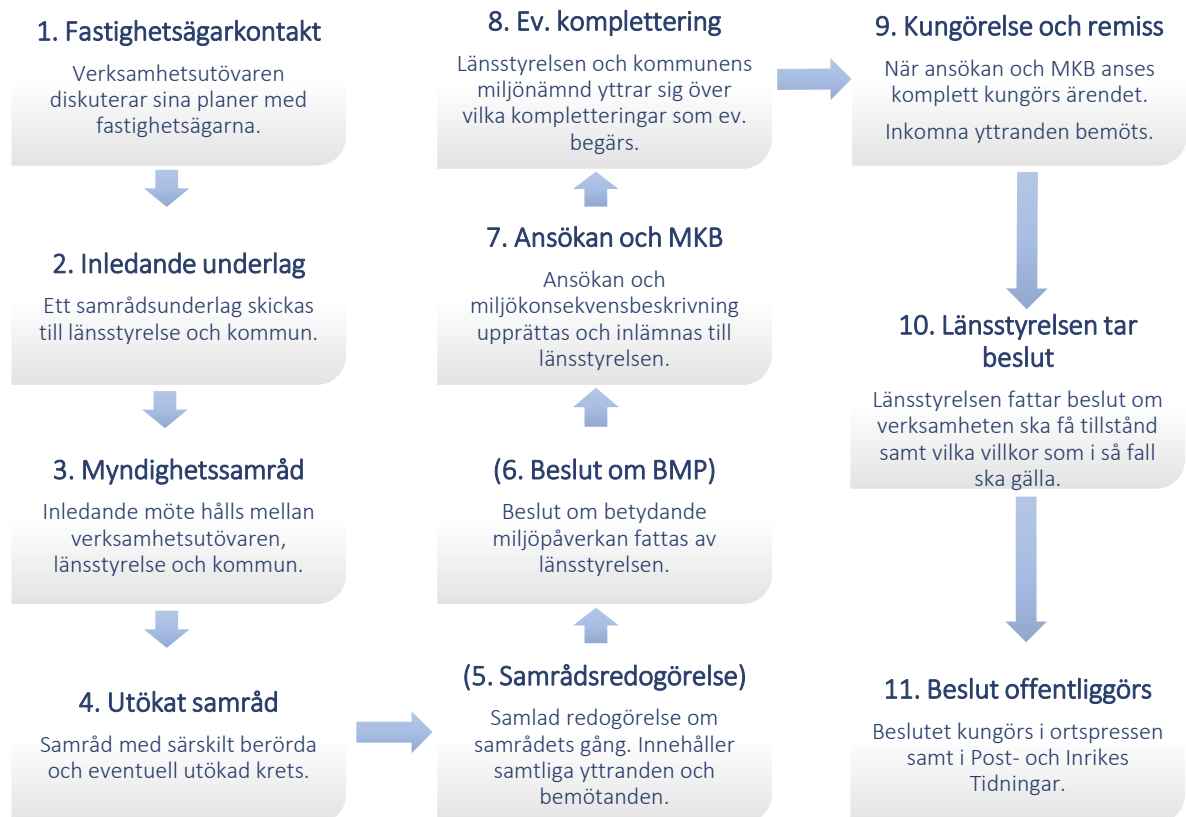 1. Fastighetsägarkontakt
Verksamhetsutövaren
diskuterar sina planer med
fastighetsägarna.
2. Inledande underlag
Ett samrådsunderlag skickas
till länsstyrelse och kommun.
3. Myndighetssamråd
Inledande möte hålls mellan
verksamhetsutövaren,
länsstyrelse och kommun.
4. Utökat samråd
Samråd med särskilt berörda
och eventuell utökad krets.
(5. Samrådsredogörelse)
Samlad redogörelse om
samrådets gång. Innehåller
samtliga yttranden och
bemötanden.
(6. Beslut om BMP)
Beslut om betydande
miljöpåverkan fattas av
länsstyrelsen.
7. Ansökan och MKB
Ansökan och
miljökonsekvensbeskrivning
upprättas och inlämnas till
länsstyrelsen.
8. Ev. komplettering
Länsstyrelsen och kommunens
miljönämnd yttrar sig över
vilka kompletteringar som ev.
begärs.
9. Kungörelse och remiss
När ansökan och MKB anses
komplett kungörs ärendet.
Inkomna yttranden bemöts.
10. Länsstyrelsen tar
beslut
Länsstyrelsen fattar beslut om
verksamheten ska få tillstånd
samt vilka villkor som i så fall
ska gälla.
11. Beslut offentliggörs
Beslutet kungörs i ortspressen
samt i Post- och Inrikes
Tidningar.